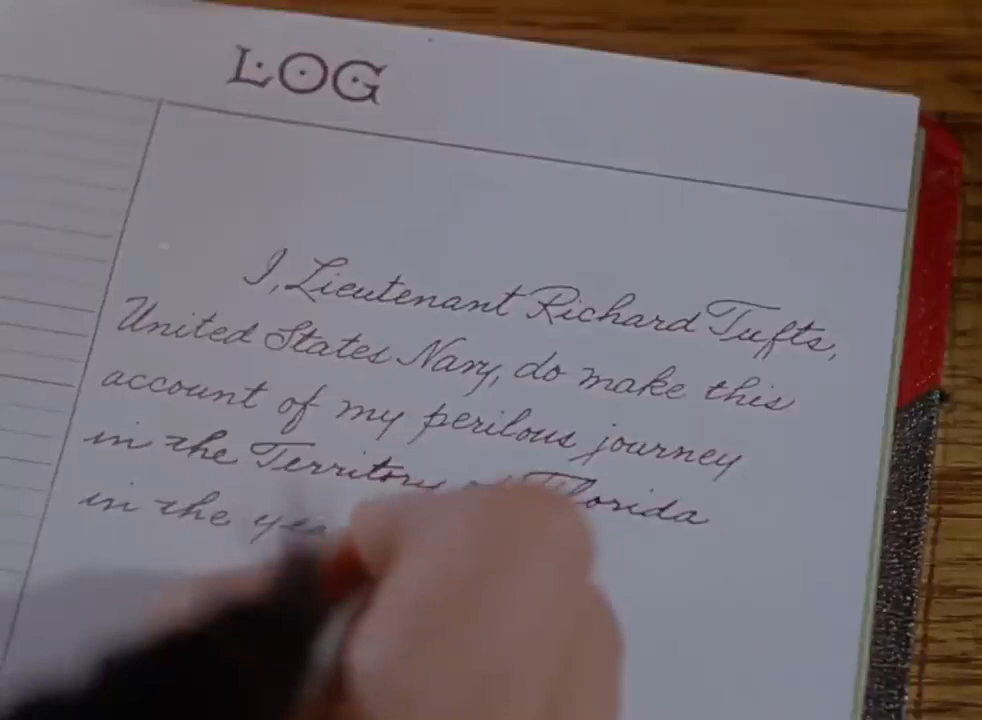 LOG
I, Lieutenant Richard Tufts,
United States Navy, do make this
account of my perilous journey
in the Territory of Florida
in the yea